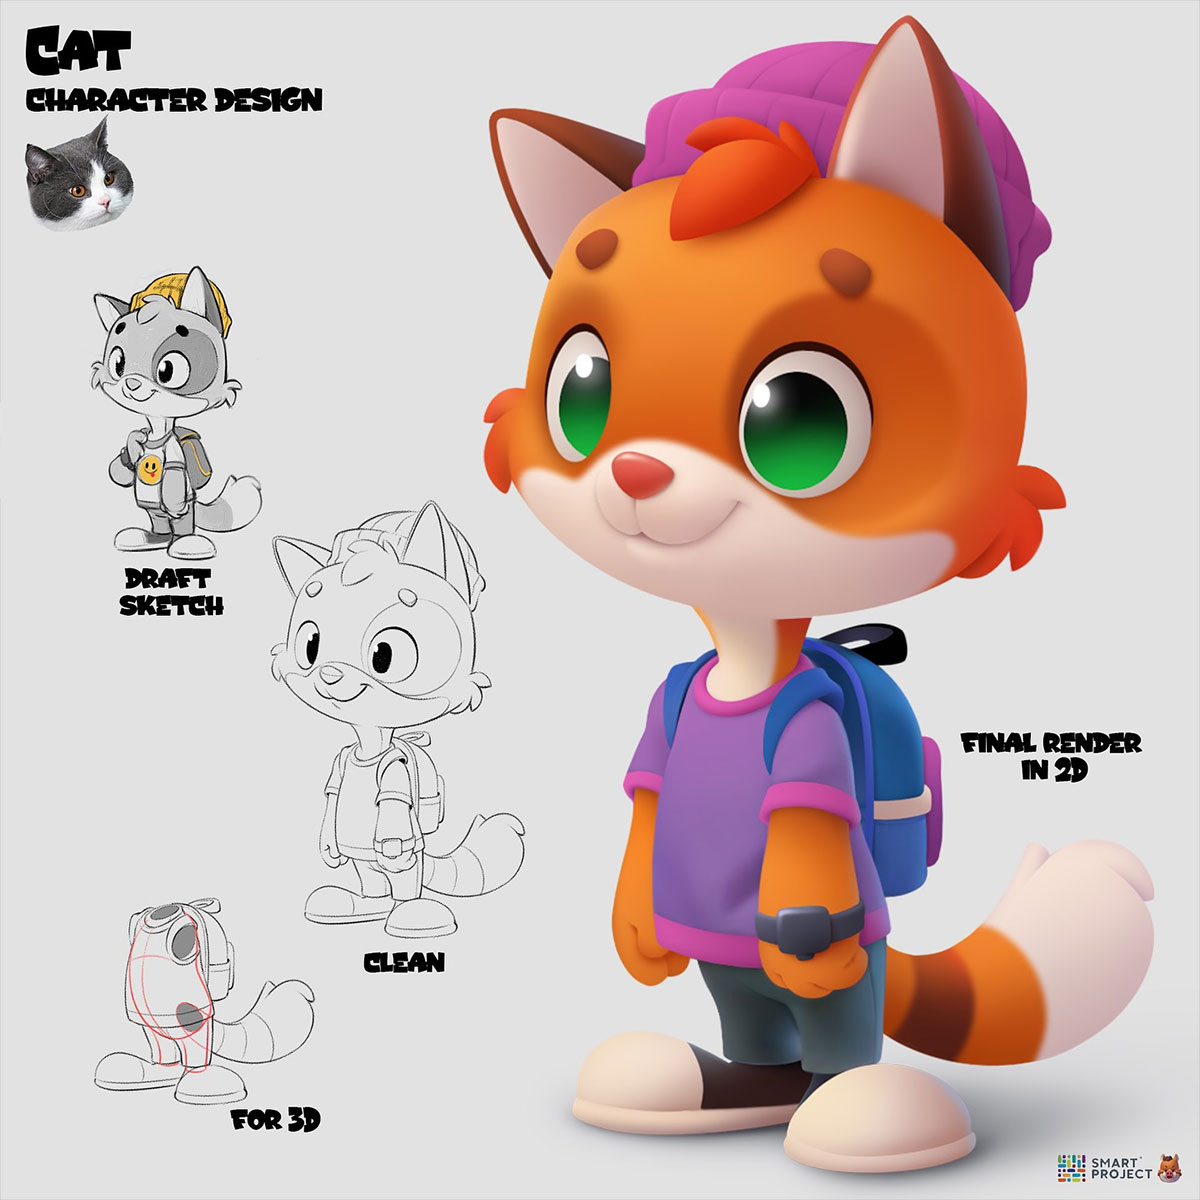 CAT
CHARACTER DESIGN
DRAFT
SKETCH
CLEAN
FOR 3D
FINAL RENDER
IN 2D
SMART
PROJECT